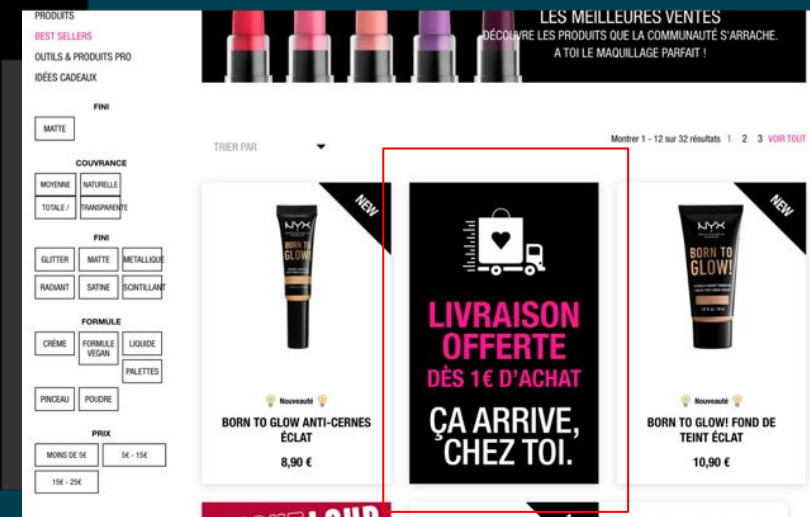 PRODUITS
BEST SELLERS
OUTILS & PRODUITS PRO
IDÉES CADEAUX
FINI
MATTE
COUVRANCE
MOYENNE
NATURELLE
TOTALE /
TRANSPARENTE
FINI
GLITTER
MATTE
METALLIQUE
RADIANT
SATINE
SCINTILLANT
FORMULE
CRÈME
FORMULE
VEGAN
LIQUIDE
PALETTES
PINCEAU
POUDRE
PRIX
MOINS DE 5€
5€ - 15€
15€ - 25€
LES MEILLEURES VENTES
DÉCOUVRE LES PRODUITS QUE LA COMMUNAUTÉ S'ARRACHE.
A TOI LE MAQUILLAGE PARFAIT !
TRIER PAR
Montrer 1 - 12 sur 32 résultats 1 2 3 VOIR TOUT
NEW
NYX
BORN TO
GLOW!
Nouveauté
BORN TO GLOW ANTI-CERNES
ÉCLAT
8,90 €
LIVRAISON
OFFERTE
DÈS 1€ D'ACHAT
ÇA ARRIVE,
CHEZ TOI.
NEW
NYX
BORN TO
GLOW!
Nouveauté
BORN TO GLOW! FOND DE
TEINT ÉCLAT
10,90 €